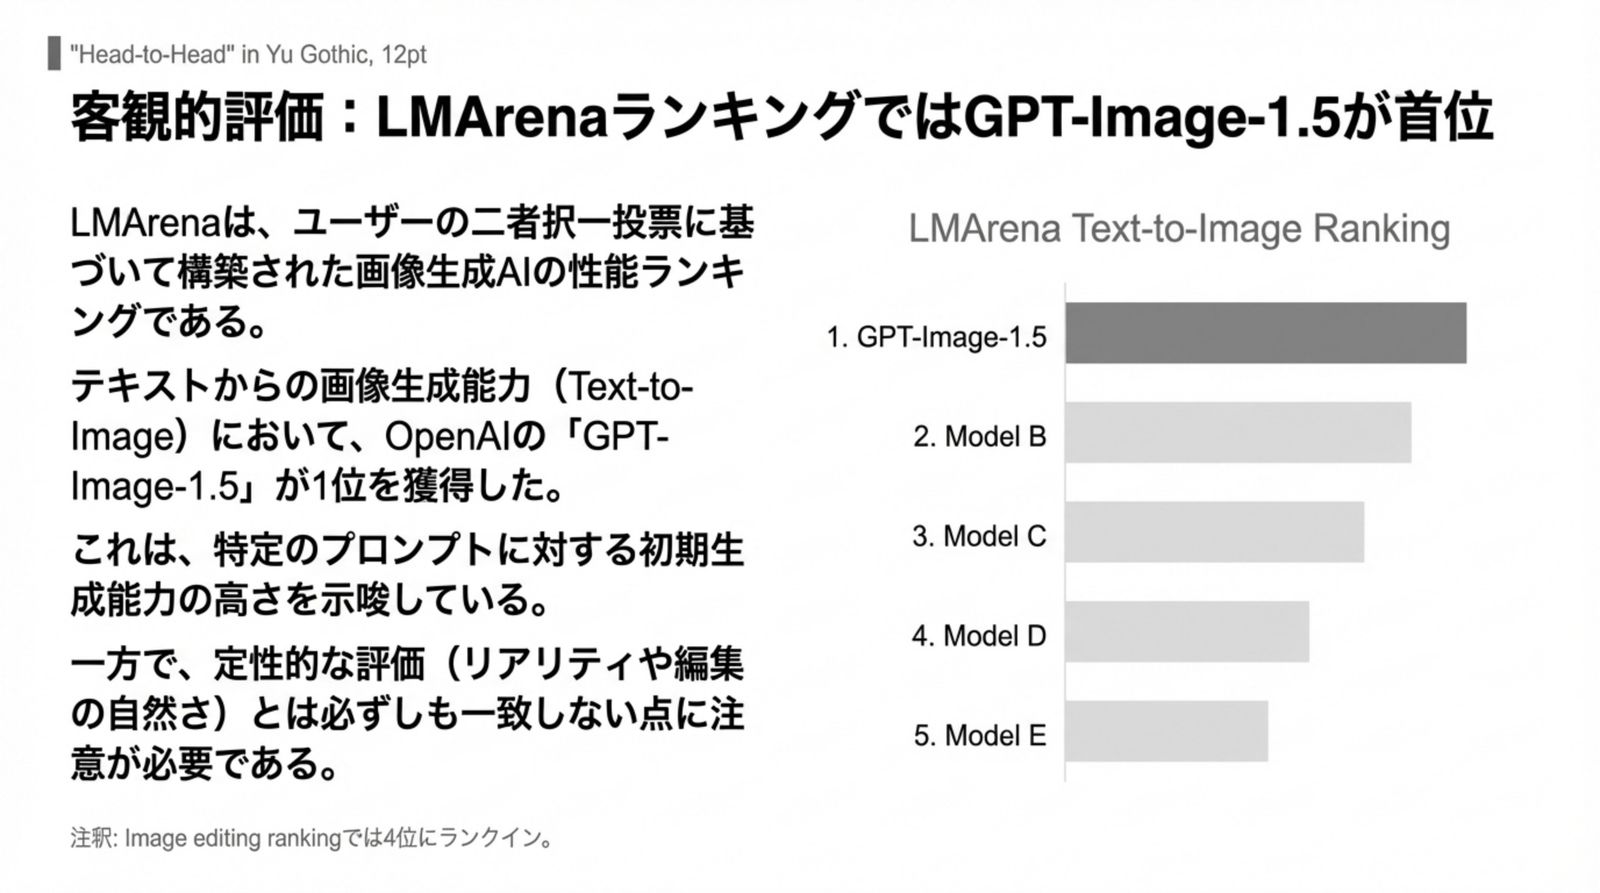 "Head-to-Head" in Yu Gothic, 12pt
客観的評価：LMArenaランキングではGPT-Image-1.5が首位
LMArenaは、ユーザーの二者択一投票に基
づいて構築された画像生成AIの性能ランキ
ングである。
テキストからの画像生成能力（Text-to-
Image）において、OpenAIの「GPT-
Image-1.5」が1位を獲得した。
これは、特定のプロンプトに対する初期生
成能力の高さを示唆している。
一方で、定性的な評価（リアリティや編集
の自然さ）とは必ずしも一致しない点に注
意が必要である。
注釈: Image editing rankingでは4位にランクイン。
LMArena Text-to-Image Ranking
1. GPT-Image-1.5
2. Model B
3. Model C
4. Model D
5. Model E